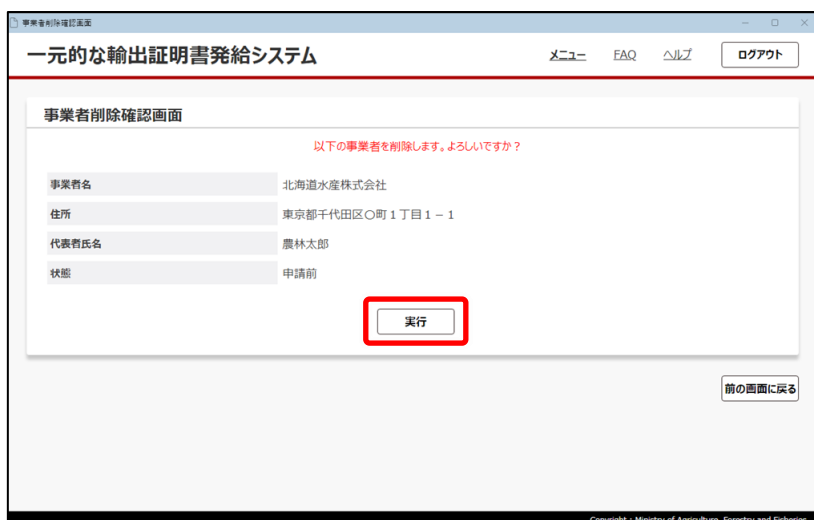 事業者削除確認画面
一元的な輸出証明書発給システム メニュー FAQ ヘルプ ログアウト
事業者削除確認画面
以下の事業者を削除します。よろしいですか？
事業者名 北海道水産株式会社
住所 東京都千代田区〇町１丁目１－１
代表者氏名 農林太郎
状態 申請前
実行
前の画面に戻る
Copyright : Ministry of Agriculture, Forestry and Fisheries